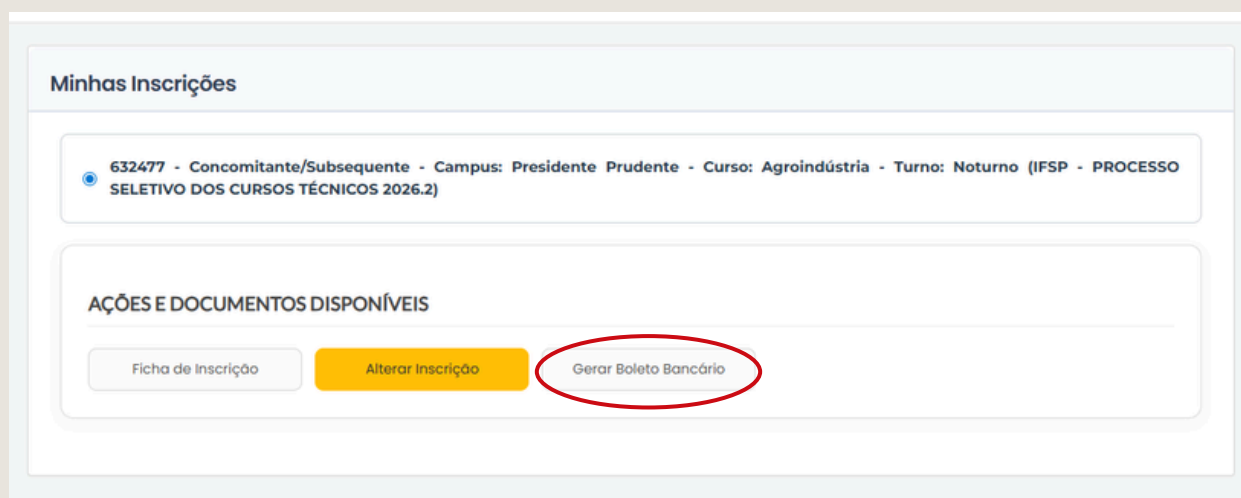 Minhas Inscrições
632477 - Concomitante/Subsequente - Campus: Presidente Prudente - Curso: Agroindústria - Turno: Noturno (IFSP - PROCESSO
SELETIVO DOS CURSOS TÉCNICOS 2026.2)
AÇÕES E DOCUMENTOS DISPONÍVEIS
Ficha de Inscrição
Alterar Inscrição
Gerar Boleto Bancário